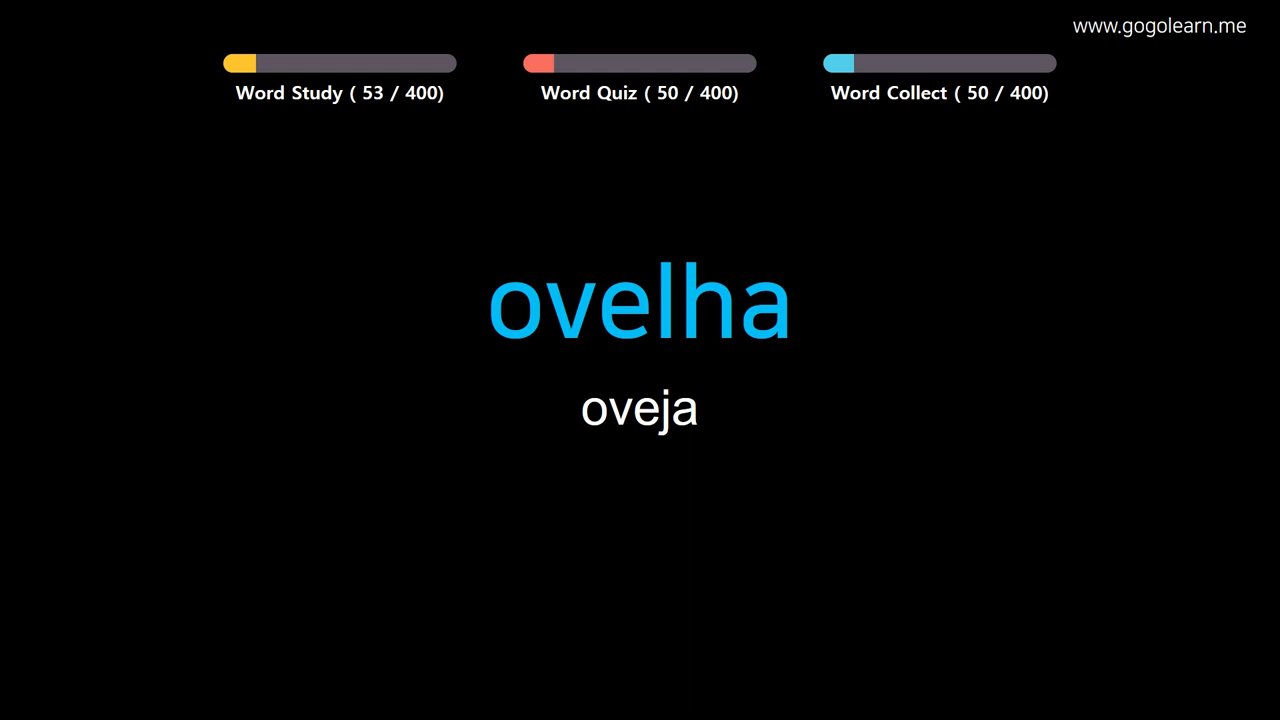 www.gogolearn.me
Word Study ( 53 / 400)
Word Quiz ( 50 / 400)
Word Collect ( 50 / 400)
ovelha
oveja